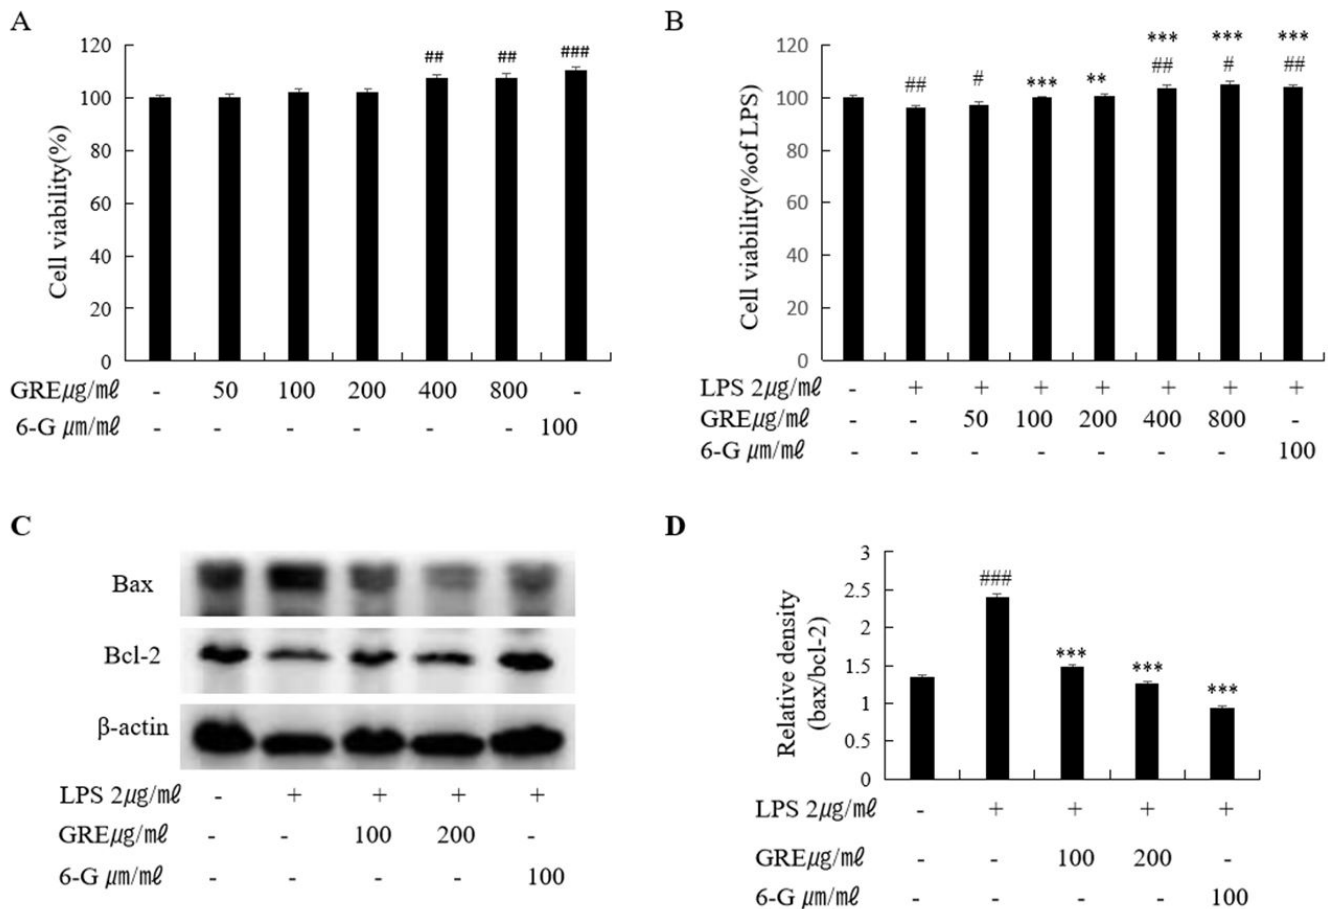 A
120
100
80
60
40
20
0
Cell viability(%)
## ## ###
GREμg/㎖ - 50 100 200 400 800 -
6-G μm/㎖ - - - - - - 100
B
120
100
80
60
40
20
0
Cell viability(%of LPS)
*** *** ***
## # *** ** ## # ##
LPS 2μg/㎖ - + + + + + + +
GREμg/㎖ - - 50 100 200 400 800 -
6-G μm/㎖ - - - - - - - 100
C
Bax
Bcl-2
β-actin
LPS 2μg/㎖ - + + + +
GREμg/㎖ - - 100 200 -
6-G μm/㎖ - - - - 100
D
3
2.5
2
1.5
1
0.5
0
Relative density
(bax/bcl-2)
### *** *** ***
LPS 2μg/㎖ - + + + +
GREμg/㎖ - - 100 200 -
6-G μm/㎖ - - - - 100